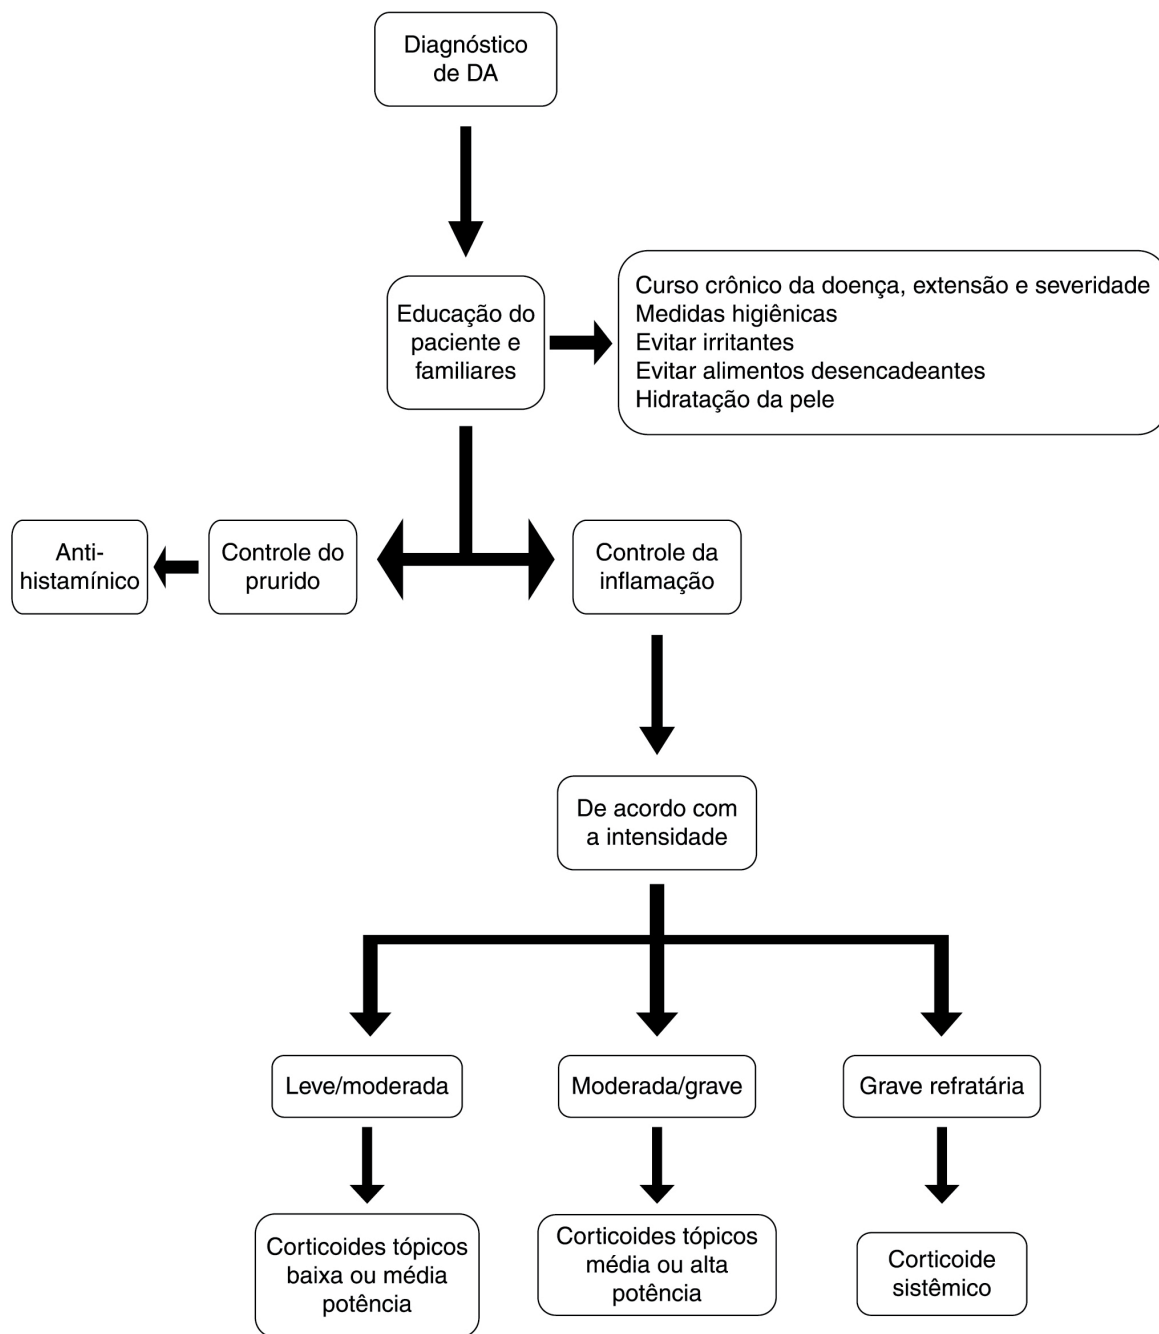 Diagnóstico
de DA
Educação do
paciente e
familiares
Curso crônico da doença, extensão e severidade
Medidas higiênicas
Evitar irritantes
Evitar alimentos desencadeantes
Hidratação da pele
Anti-
histamínico
Controle do
prurido
Controle da
inflamação
De acordo com
a intensidade
Leve/moderada
Moderada/grave
Grave refratária
Corticoides tópicos
baixa ou média
potência
Corticoides tópicos
média ou alta
potência
Corticoide
sistêmico